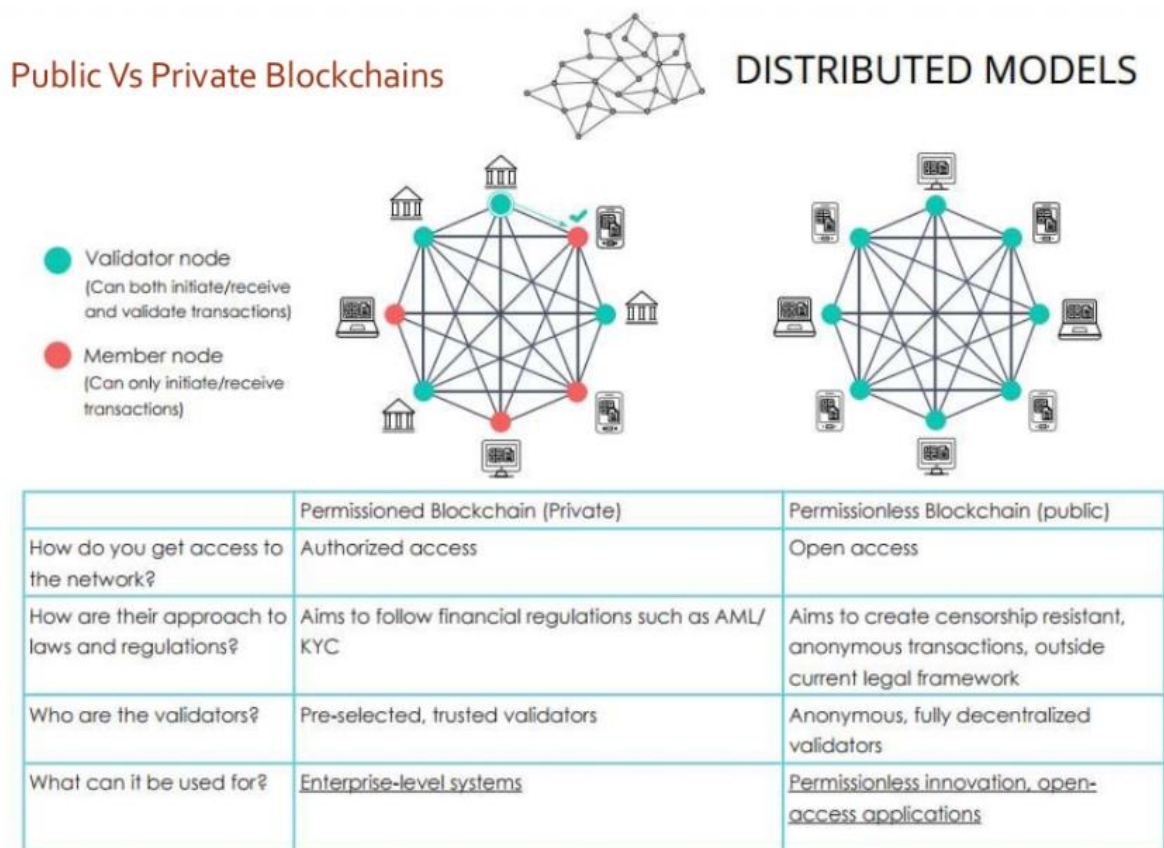 Public Vs Private Blockchains
DISTRIBUTED MODELS
Validator node
(Can both initiate/receive
and validate transactions)
Member node
(Can only initiate/receive
transactions)
Permissioned Blockchain (Private)
Permissionless Blockchain (public)
How do you get access to
the network?
Authorized access
Open access
How are their approach to
laws and regulations?
Aims to follow financial regulations such as AML/
KYC
Aims to create censorship resistant,
anonymous transactions, outside
current legal framework
Who are the validators?
Pre-selected, trusted validators
Anonymous, fully decentralized
validators
What can it be used for?
Enterprise-level systems
Permissionless innovation, open-
access applications